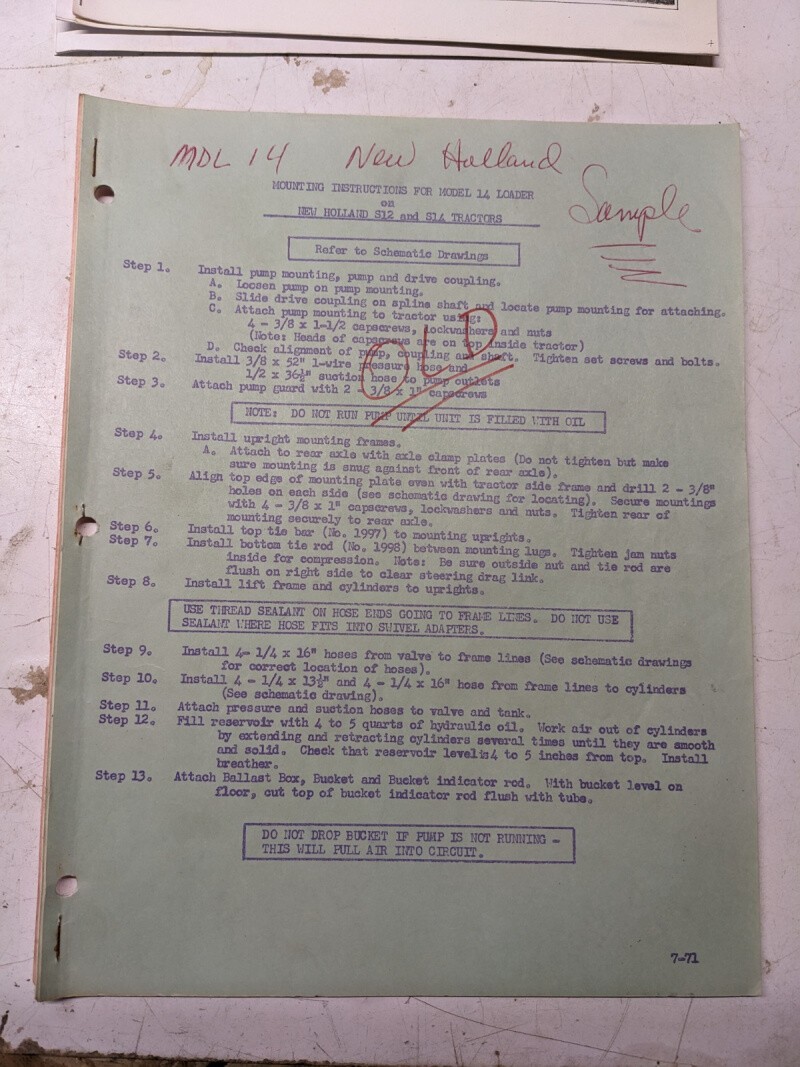 MDL 14 New Holland
Sample
MOUNTING INSTRUCTIONS FOR MODEL 14 LOADER
on
NEW HOLLAND S12 and S14 TRACTORS
Refer to Schematic Drawings
OLD
Step 1. Install pump mounting, pump and drive coupling.
A. Loosen pump on pump mounting.
B. Slide drive coupling on spline shaft and locate pump mounting for attaching.
C. Attach pump mounting to tractor using:
4 - 3/8 x 1-1/2 capscrews, lockwashers and nuts
(Note: Heads of capscrews are on top inside tractor)
D. Check alignment of pump, coupling and shaft. Tighten set screws and bolts.
Step 2. Install 3/8 x 52" 1-wire pressure hose and
1/2 x 36½" suction hose to pump outlets
Step 3. Attach pump guard with 2 - 3/8 x 1" capscrews
NOTE: DO NOT RUN PUMP UNTIL UNIT IS FILLED WITH OIL
Step 4. Install upright mounting frames.
A. Attach to rear axle with axle clamp plates (Do not tighten but make
sure mounting is snug against front of rear axle).
Step 5. Align top edge of mounting plate even with tractor side frame and drill 2 - 3/8"
holes on each side (see schematic drawing for locating). Secure mountings
with 4 - 3/8 x 1" capscrews, lockwashers and nuts. Tighten rear of
mounting securely to rear axle.
Step 6. Install top tie bar (No. 1997) to mounting uprights.
Step 7. Install bottom tie rod (No. 1998) between mounting lugs. Tighten jam nuts
inside for compression. Note: Be sure outside nut and tie rod are
flush on right side to clear steering drag link.
Step 8. Install lift frame and cylinders to uprights.
USE THREAD SEALANT ON HOSE ENDS GOING TO FRAME LINES. DO NOT USE
SEALANT WHERE HOSE FITS INTO SWIVEL ADAPTERS.
Step 9. Install 4- 1/4 x 16" hoses from valve to frame lines (See schematic drawings
for correct location of hoses).
Step 10. Install 4 - 1/4 x 13½" and 4 - 1/4 x 16" hose from frame lines to cylinders
(See schematic drawing).
Step 11. Attach pressure and suction hoses to valve and tank.
Step 12. Fill reservoir with 4 to 5 quarts of hydraulic oil. Work air out of cylinders
by extending and retracting cylinders several times until they are smooth
and solid. Check that reservoir level is 4 to 5 inches from top. Install
breather.
Step 13. Attach Ballast Box, Bucket and Bucket indicator rod. With bucket level on
floor, cut top of bucket indicator rod flush with tube.
DO NOT DROP BUCKET IF PUMP IS NOT RUNNING -
THIS WILL PULL AIR INTO CIRCUIT.
7-71